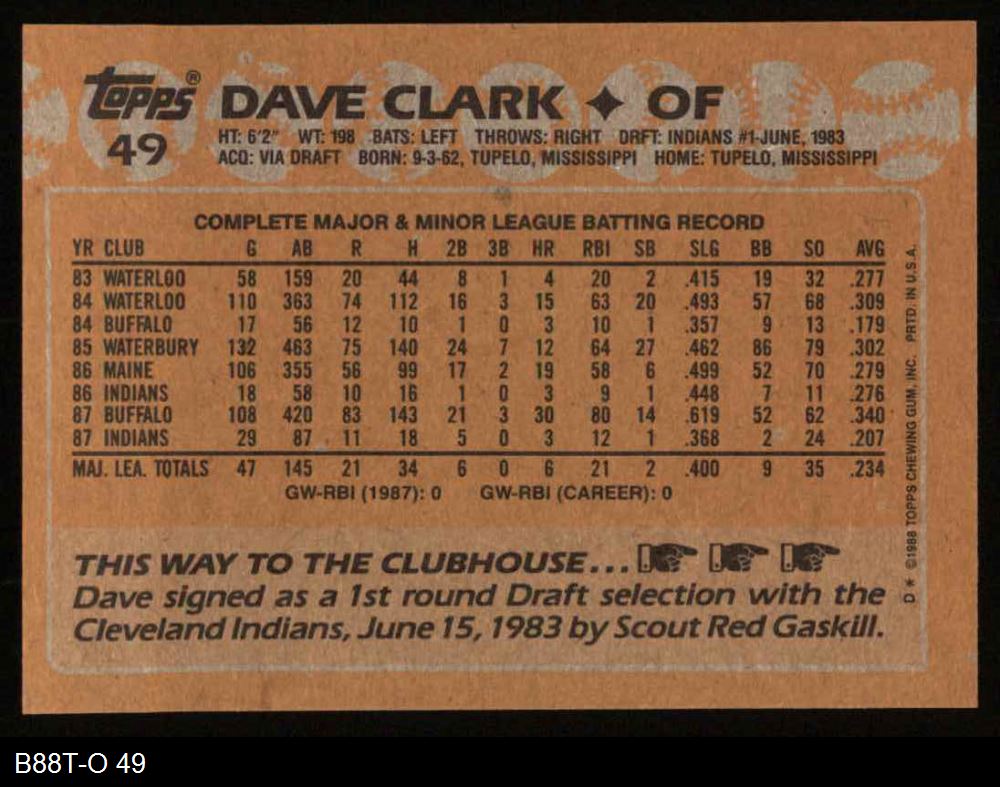 Topps® DAVE CLARK ✦ OF
49 HT: 6'2" WT: 198 BATS: LEFT THROWS: RIGHT DRFT: INDIANS #1-JUNE, 1983
ACQ: VIA DRAFT BORN: 9-3-62, TUPELO, MISSISSIPPI HOME: TUPELO, MISSISSIPPI
COMPLETE MAJOR & MINOR LEAGUE BATTING RECORD
YR CLUB G AB R H 2B 3B HR RBI SB SLG BB SO AVG
83 WATERLOO 58 159 20 44 8 1 4 20 2 .415 19 32 .277
84 WATERLOO 110 363 74 112 16 3 15 63 20 .493 57 68 .309
84 BUFFALO 17 56 12 10 1 0 3 10 1 .357 9 13 .179
85 WATERBURY 132 463 75 140 24 7 12 64 27 .462 86 79 .302
86 MAINE 106 355 56 99 17 2 19 58 6 .499 52 70 .279
86 INDIANS 18 58 10 16 1 0 3 9 1 .448 7 11 .276
87 BUFFALO 108 420 83 143 21 3 30 80 14 .619 52 62 .340
87 INDIANS 29 87 11 18 5 0 3 12 1 .368 2 24 .207
MAJ. LEA. TOTALS 47 145 21 34 6 0 6 21 2 .400 9 35 .234
GW-RBI (1987): 0 GW-RBI (CAREER): 0
THIS WAY TO THE CLUBHOUSE...
Dave signed as a 1st round Draft selection with the
Cleveland Indians, June 15, 1983 by Scout Red Gaskill.
D* ©1988 TOPPS CHEWING GUM, INC. PRTD. IN U.S.A.
B88T-O 49